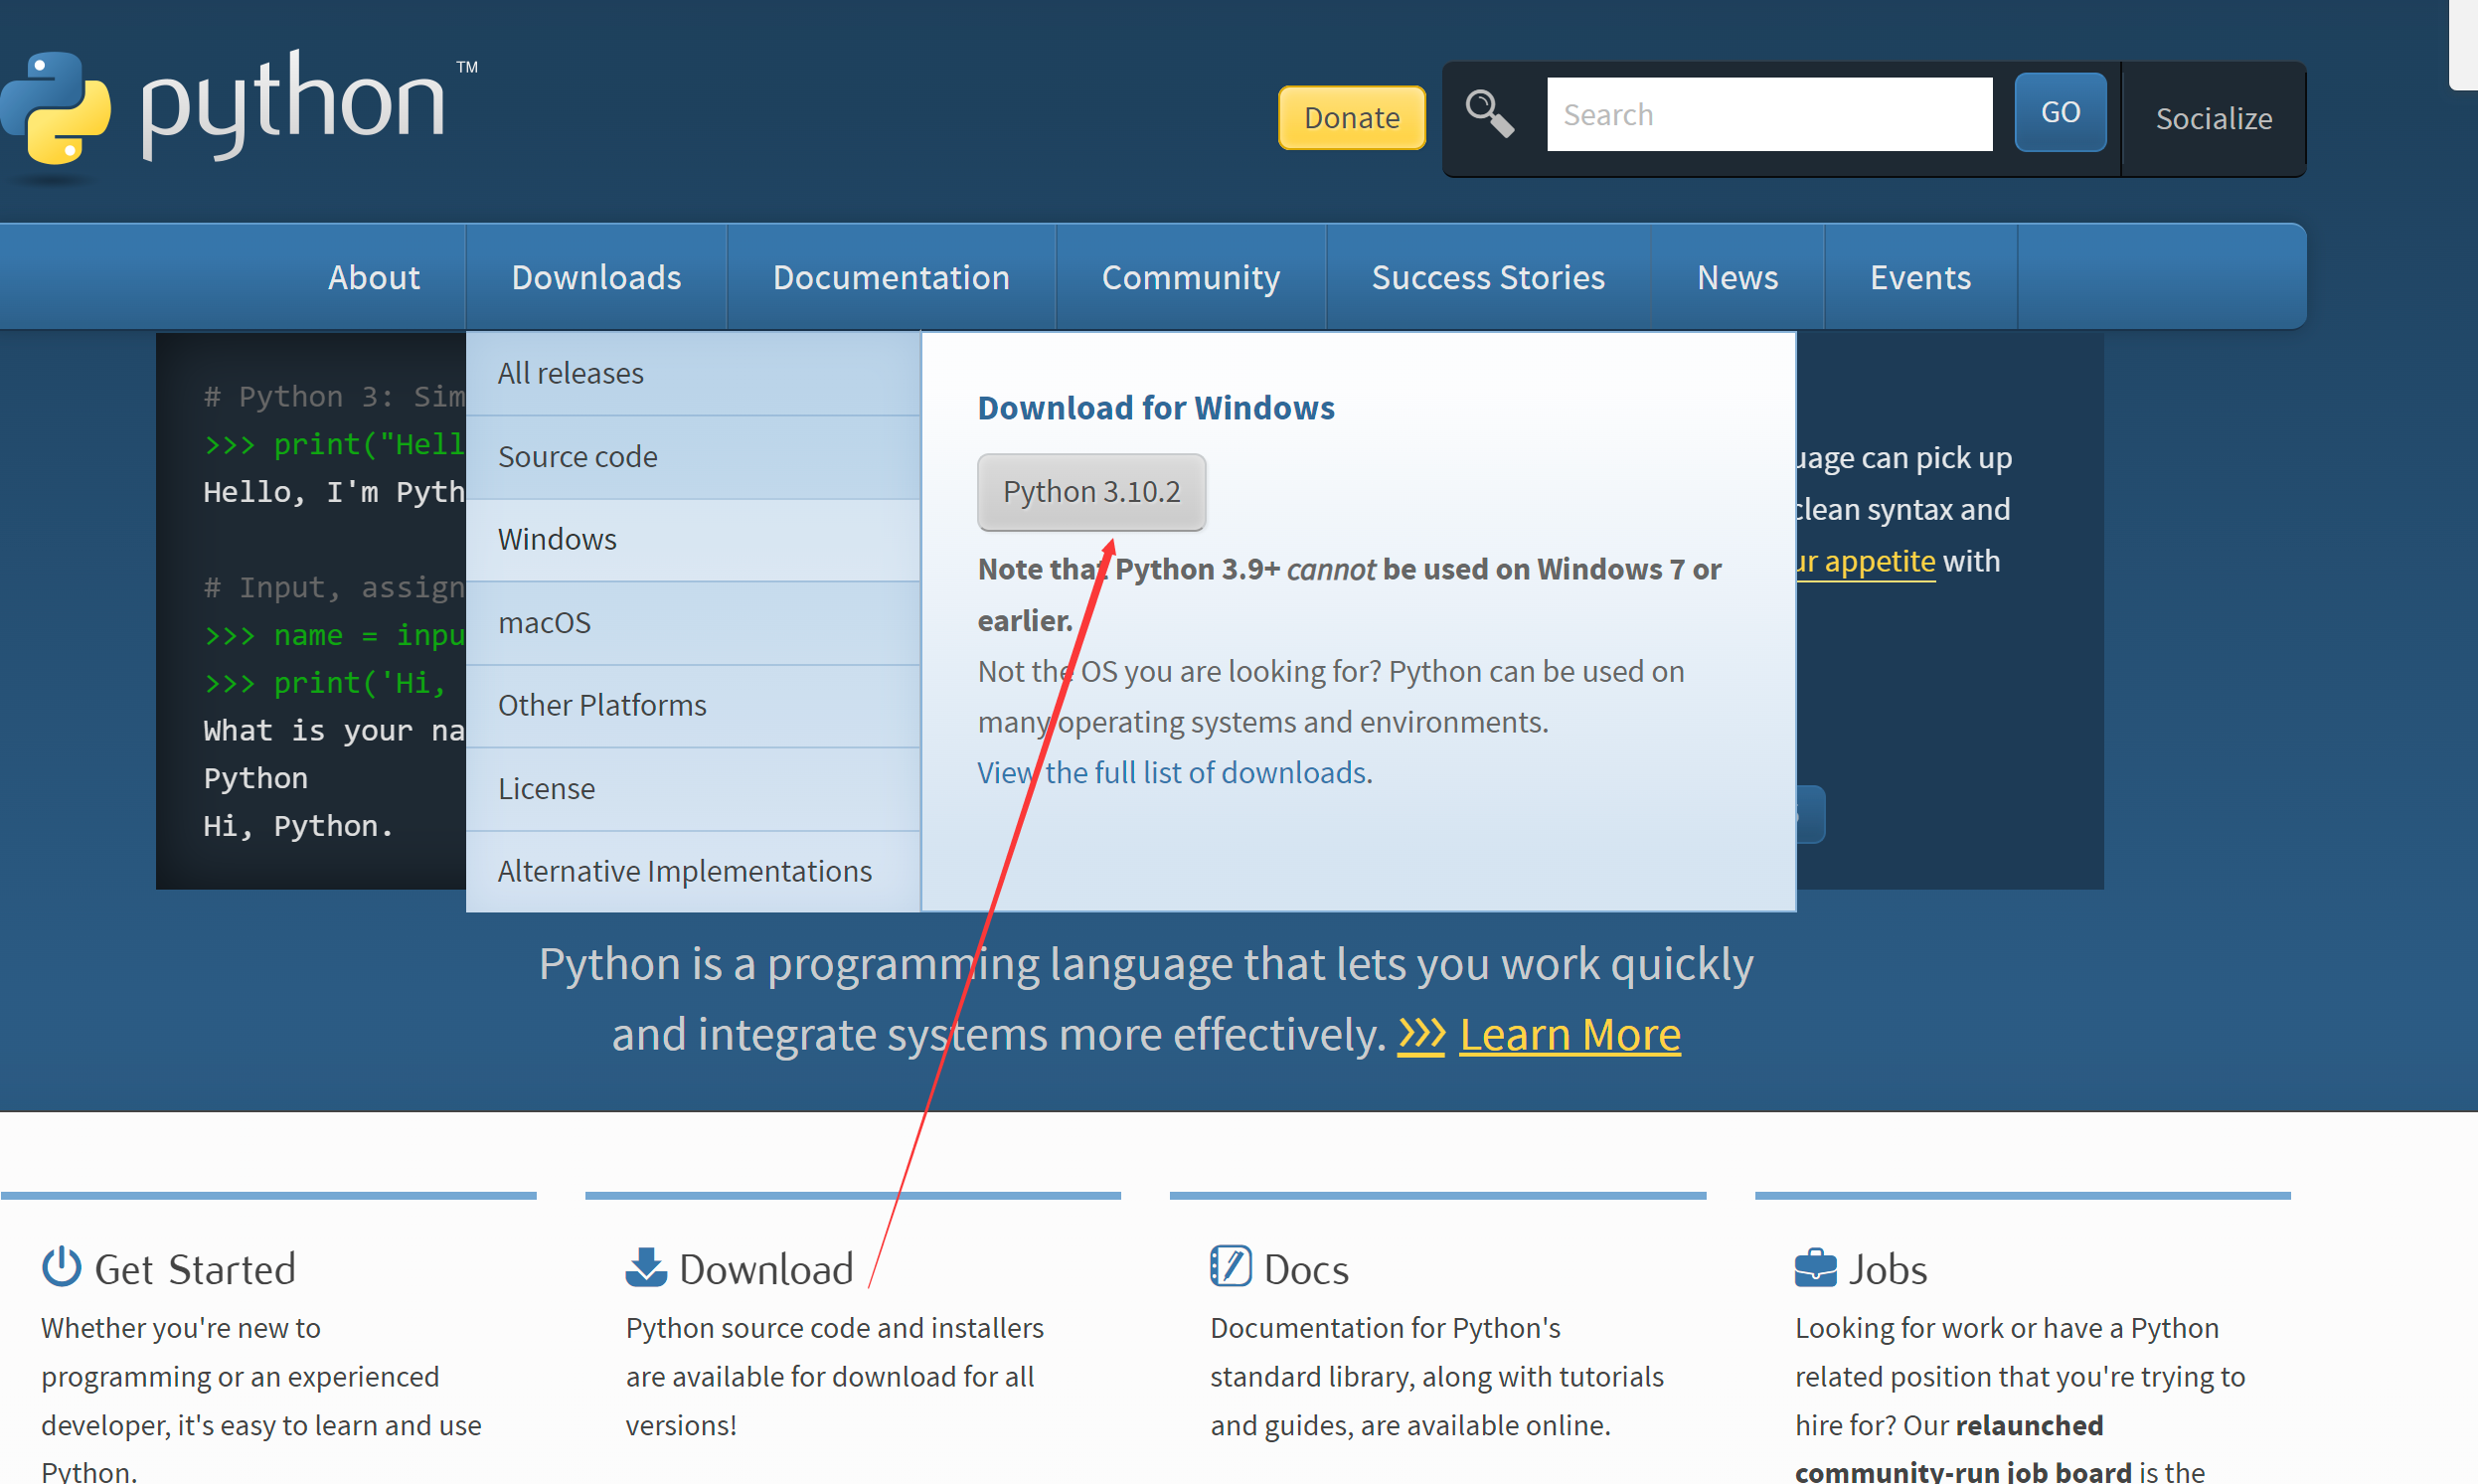 python™
Donate
Search
GO
Socialize
About
Downloads
Documentation
Community
Success Stories
News
Events
# Python 3: Sim
>>> print("Hell
Hello, I'm Pyth
# Input, assign
>>> name = inpu
>>> print('Hi,
What is your na
Python
Hi, Python.
All releases
Source code
Windows
macOS
Other Platforms
License
Alternative Implementations
Download for Windows
Python 3.10.2
Note that Python 3.9+ cannot be used on Windows 7 or
earlier.
Not the OS you are looking for? Python can be used on
many operating systems and environments.
View the full list of downloads.
uage can pick up
clean syntax and
ur appetite with
Python is a programming language that lets you work quickly
and integrate systems more effectively. >>> Learn More
Get Started
Whether you're new to
programming or an experienced
developer, it's easy to learn and use
Python.
Download
Python source code and installers
are available for download for all
versions!
Docs
Documentation for Python's
standard library, along with tutorials
and guides, are available online.
Jobs
Looking for work or have a Python
related position that you're trying to
hire for? Our relaunched
community-run job board is the